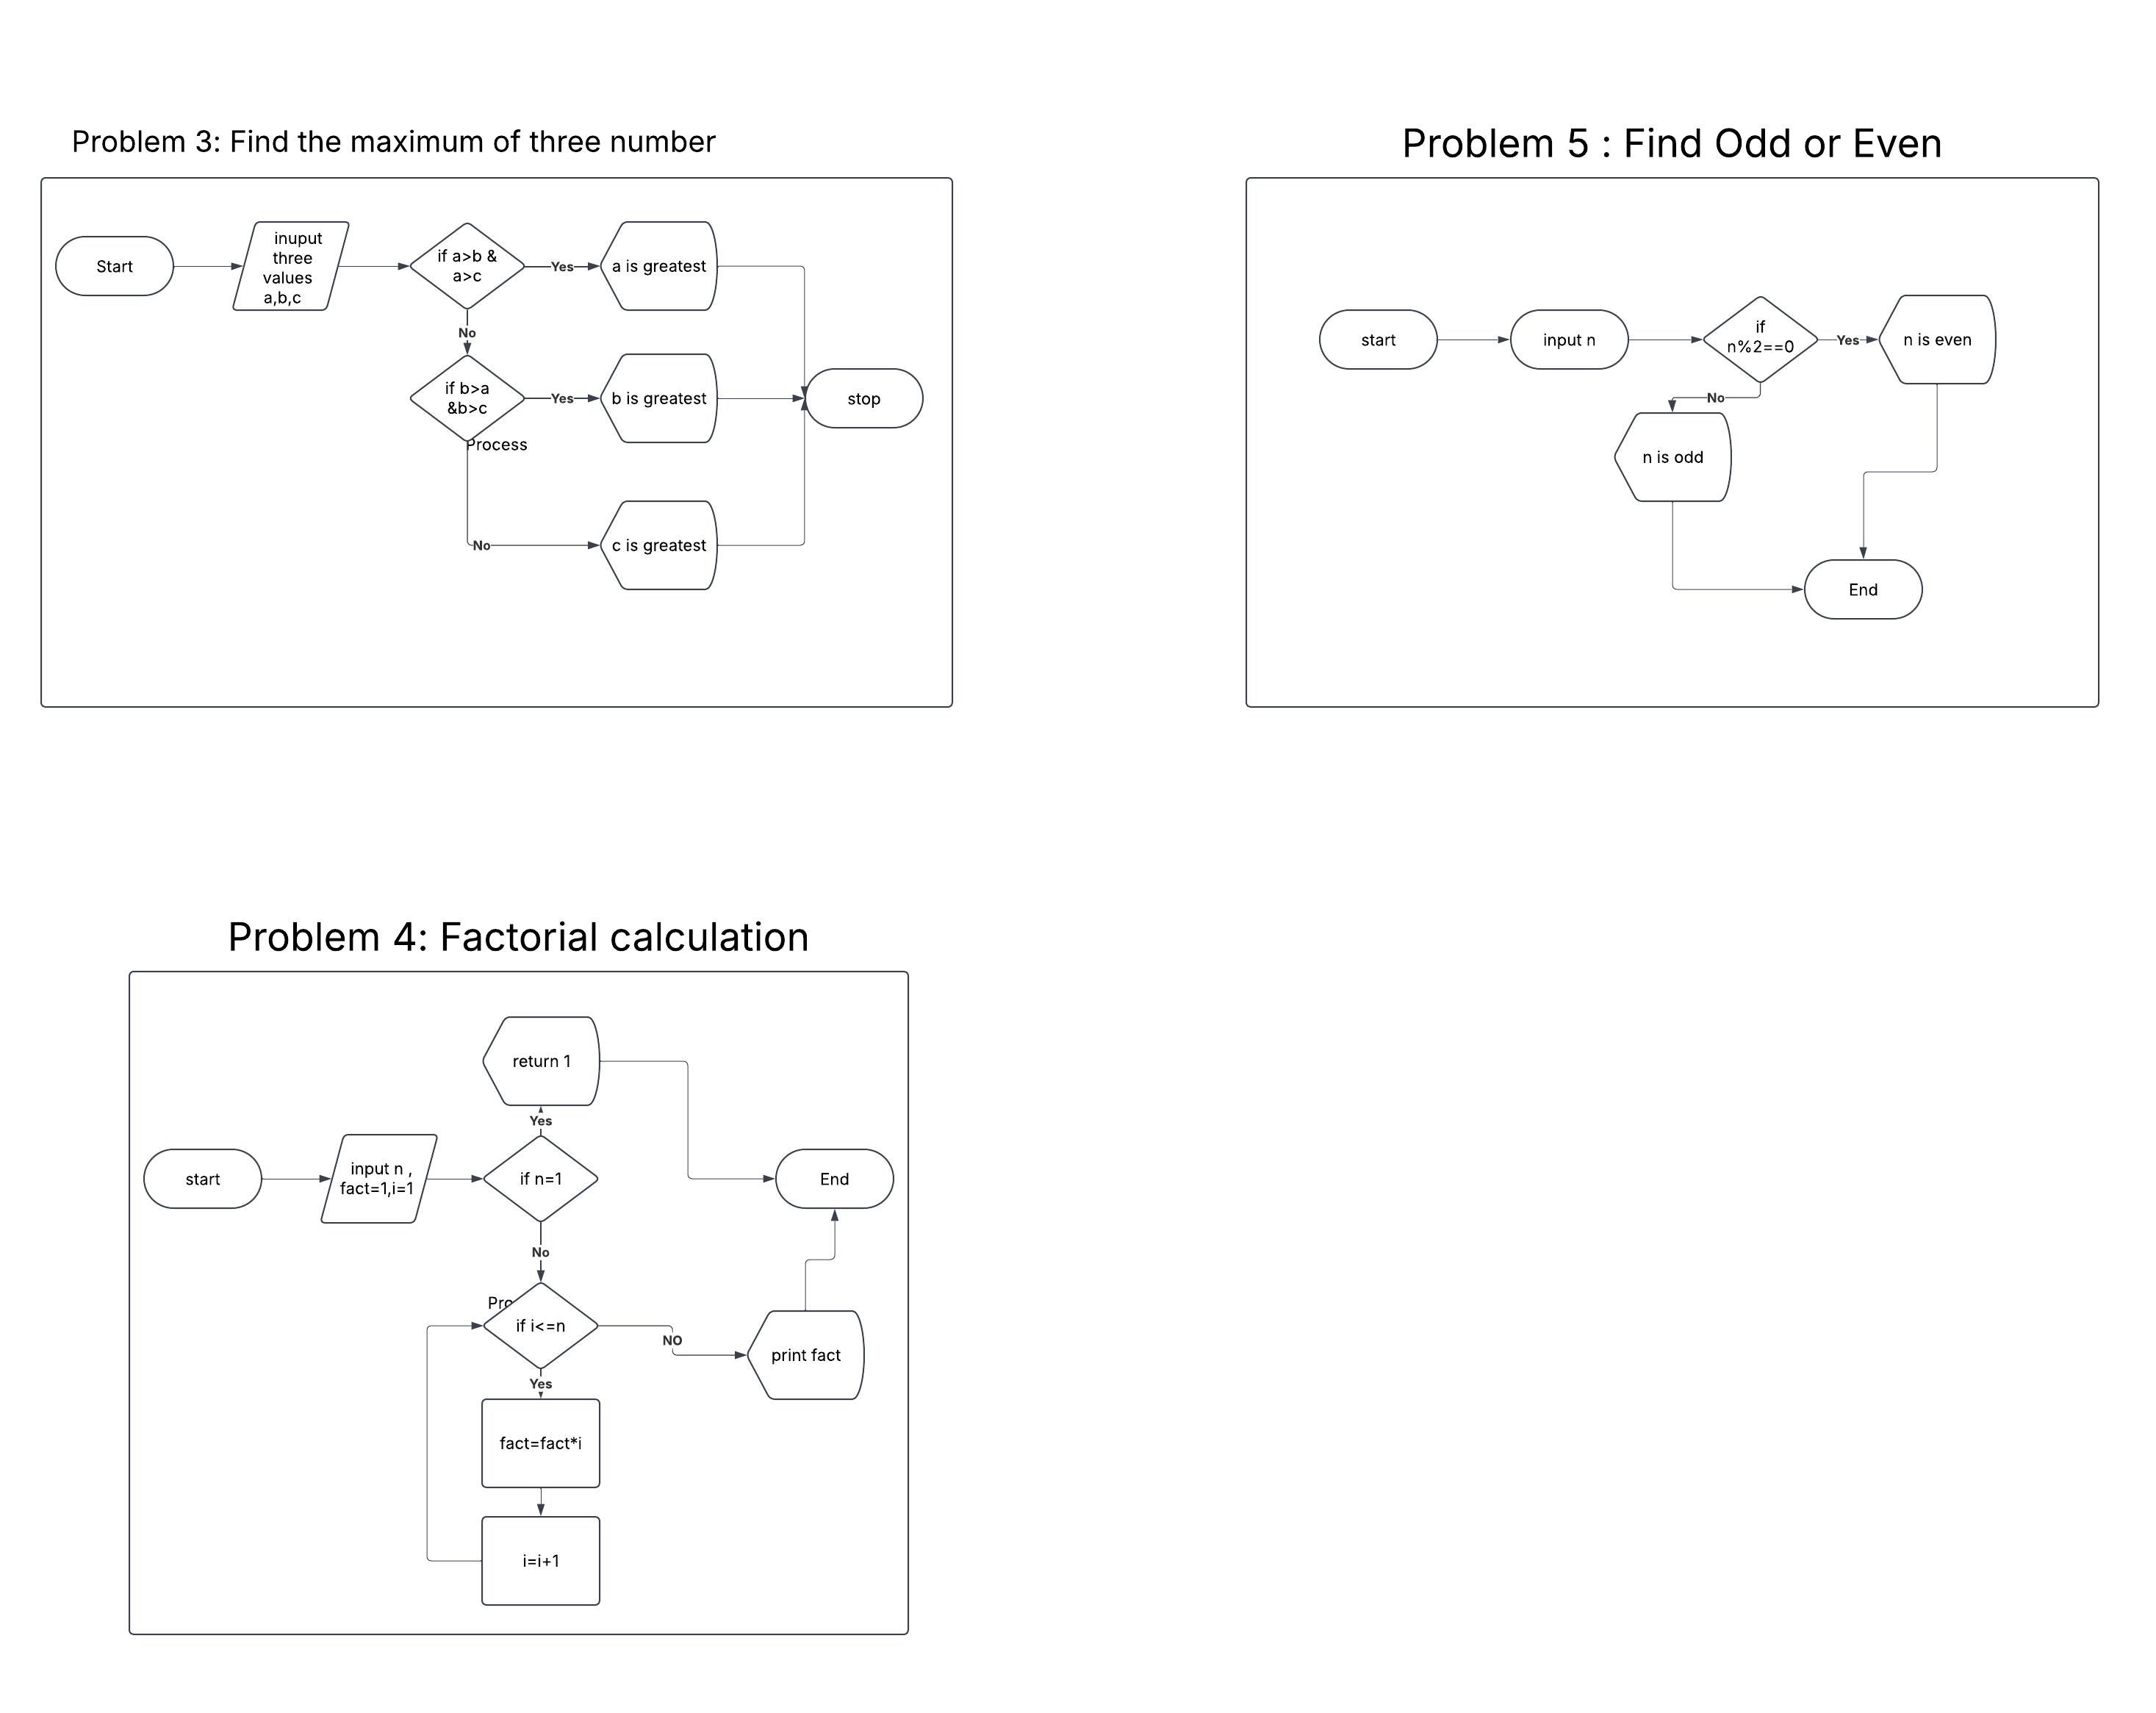 Problem 3: Find the maximum of three number
Start
inuput
three
values
a,b,c
if a>b &
a>c
Yes
a is greatest
No
if b>a
&b>c
Yes
b is greatest
stop
Process
No
c is greatest
Problem 5 : Find Odd or Even
start
input n
if
n%2==0
Yes
n is even
No
n is odd
End
Problem 4: Factorial calculation
return 1
Yes
start
input n ,
fact=1,i=1
if n=1
End
No
Pro
if i<=n
NO
print fact
Yes
fact=fact*i
i=i+1